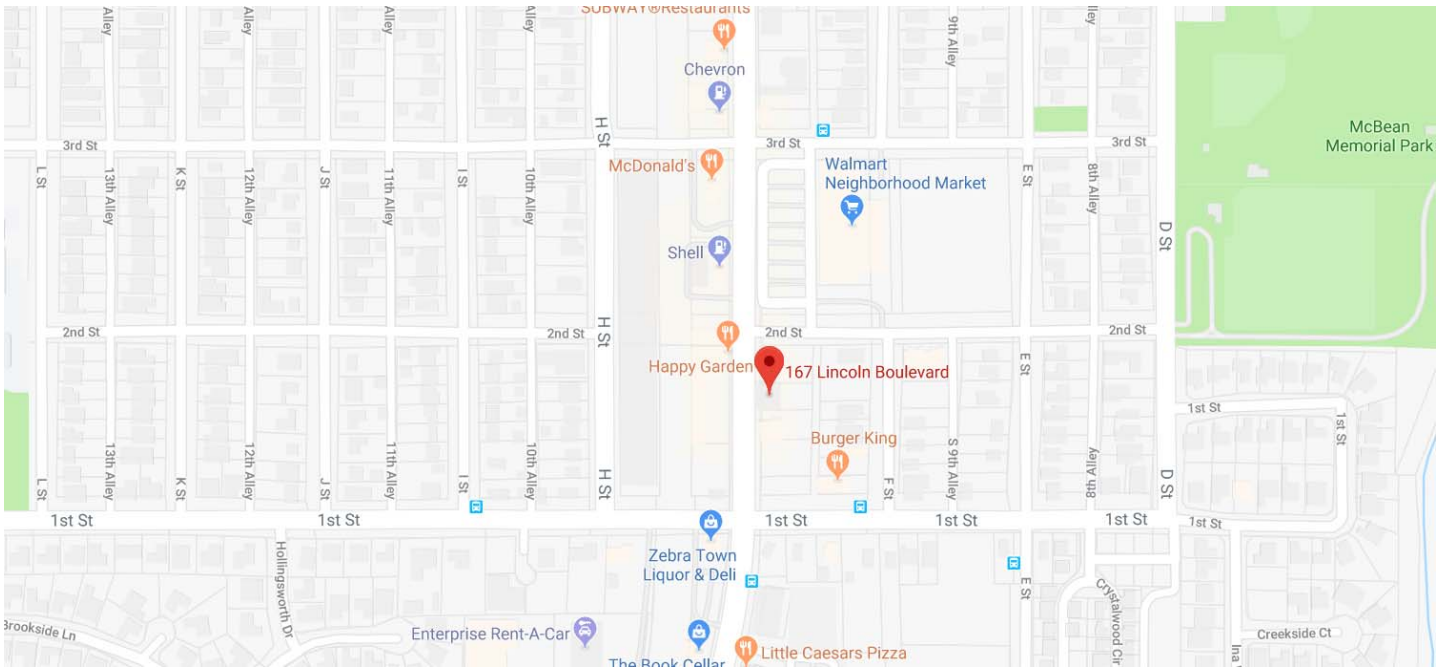 SUBWAY®Restaurants
Alley
Alley
Alley
9th Alley
lley
Chevron
H St
McBean
Memorial Park
3rd St
3rd St
3rd St
McDonald's
Walmart
Neighborhood Market
L St
13th Alley
K St
12th Alley
J St
11th Alley
I St
10th Alley
E St
8th Alley
D St
Shell
2nd St
2nd St
H St
2nd St
2nd St
Happy Garden
167 Lincoln Boulevard
E St
1st St
1st St
Burger King
L St
13th Alley
K St
12th Alley
J St
11th Alley
I St
10th Alley
H St
F St
S 9th Alley
8th Ally
D St
1st St
1st St
1st St
1st St
1st St
1st St
Zebra Town
Liquor & Deli
Hollingsworth Dr
E St
Crystalwood Cir
Brookside Ln
Enterprise Rent-A-Car
The Book Cellar
Little Caesars Pizza
Creekside Ct
Ina